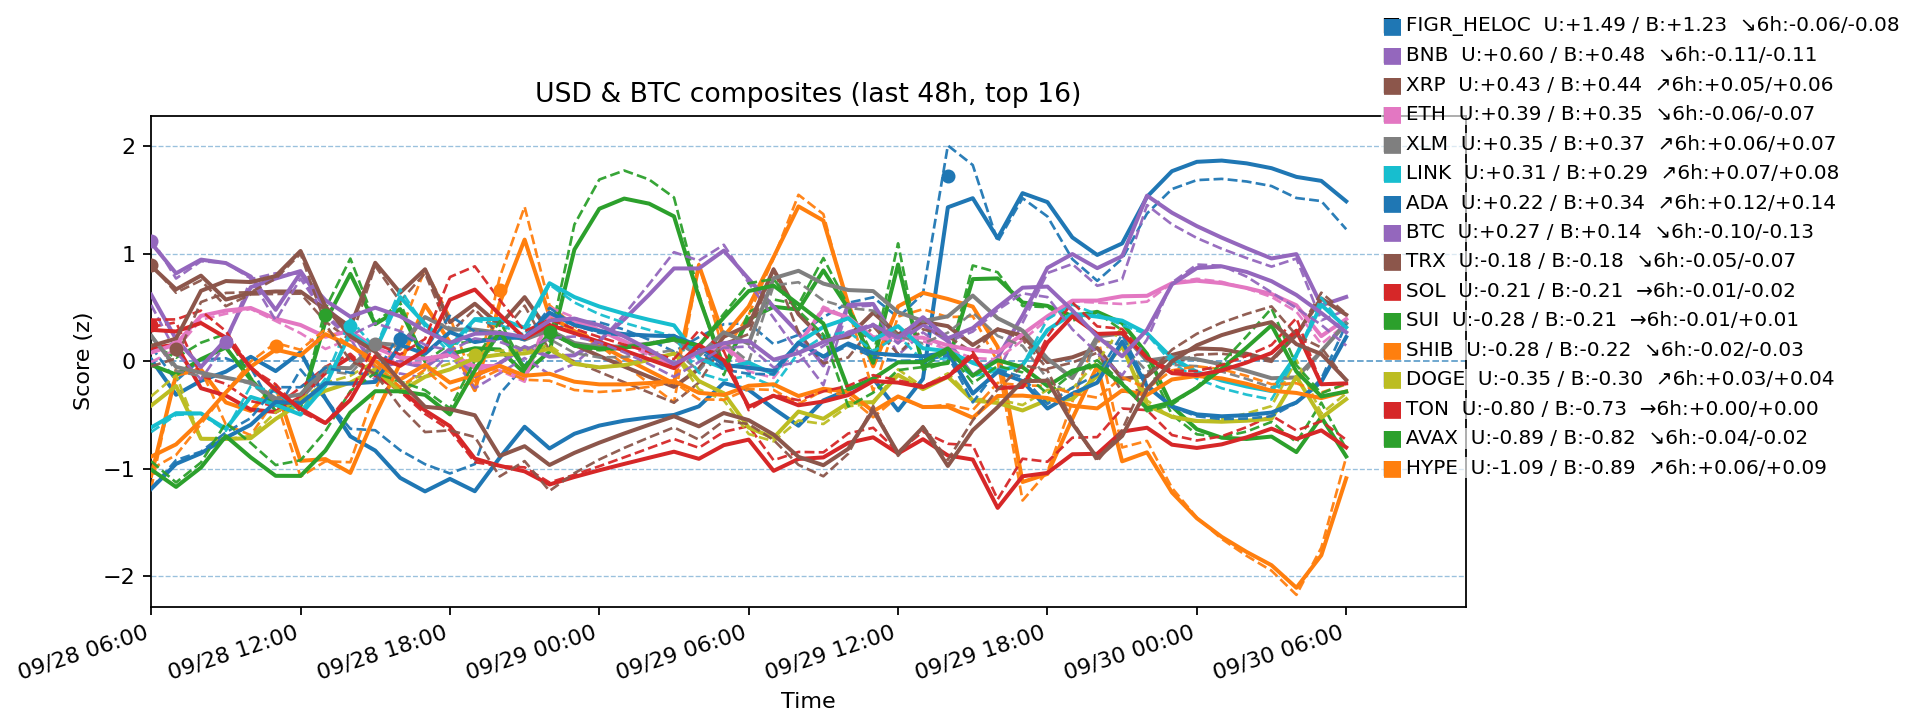 FIGR_HELOC U:+1.49 / B:+1.23 ↘6h:-0.06/-0.08
BNB U:+0.60 / B:+0.48 ↘6h:-0.11/-0.11
XRP U:+0.43 / B:+0.44 ↗6h:+0.05/+0.06
ETH U:+0.39 / B:+0.35 ↘6h:-0.06/-0.07
XLM U:+0.35 / B:+0.37 ↗6h:+0.06/+0.07
LINK U:+0.31 / B:+0.29 ↗6h:+0.07/+0.08
ADA U:+0.22 / B:+0.34 ↗6h:+0.12/+0.14
BTC U:+0.27 / B:+0.14 ↘6h:-0.10/-0.13
TRX U:-0.18 / B:-0.18 ↘6h:-0.05/-0.07
SOL U:-0.21 / B:-0.21 →6h:-0.01/-0.02
SUI U:-0.28 / B:-0.21 →6h:-0.01/+0.01
SHIB U:-0.28 / B:-0.22 ↘6h:-0.02/-0.03
DOGE U:-0.35 / B:-0.30 ↗6h:+0.03/+0.04
TON U:-0.80 / B:-0.73 →6h:+0.00/+0.00
AVAX U:-0.89 / B:-0.82 ↘6h:-0.04/-0.02
HYPE U:-1.09 / B:-0.89 ↗6h:+0.06/+0.09
USD & BTC composites (last 48h, top 16)
Score (z)
2
1
0
−1
−2
09/28 06:00
09/28 12:00
09/28 18:00
09/29 00:00
09/29 06:00
09/29 12:00
09/29 18:00
09/30 00:00
09/30 06:00
Time